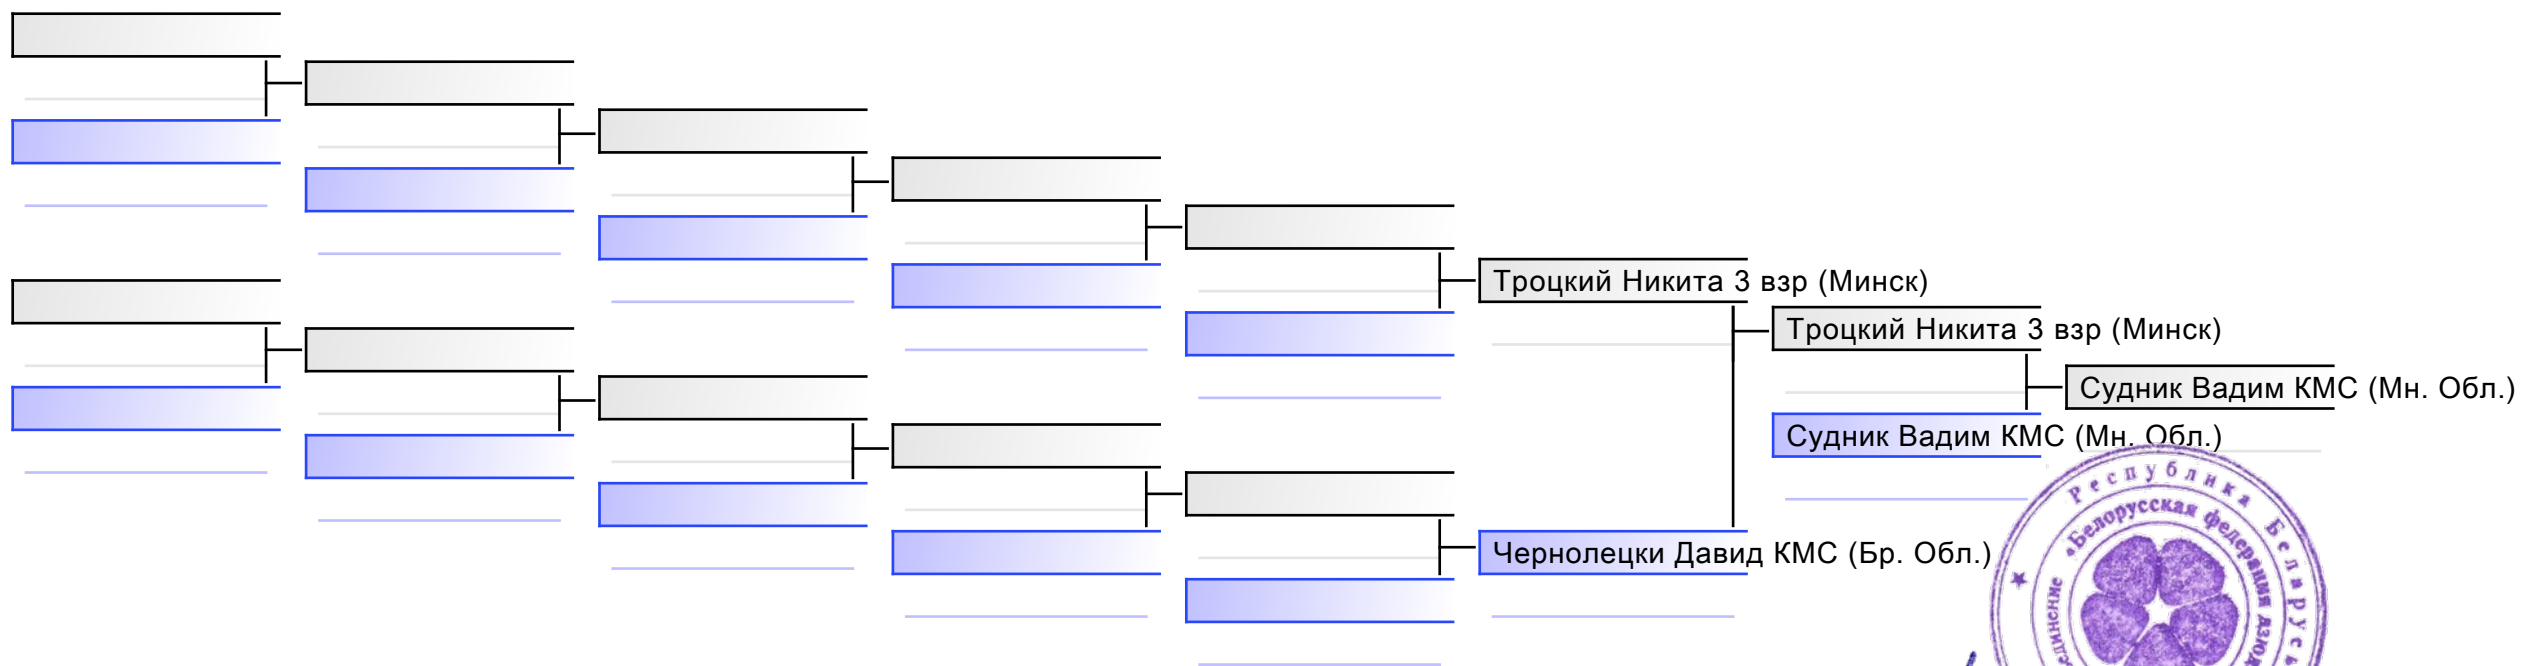 Троцкий Никита 3 взр (Минск)
Троцкий Никита 3 взр (Минск)
Судник Вадим КМС (Мн. Обл.)
Судник Вадим КМС (Мн. Обл.)
Чернолецки Давид КМС (Бр. Обл.)
Республика Беларусь
«Белорусская федерация дзюдо